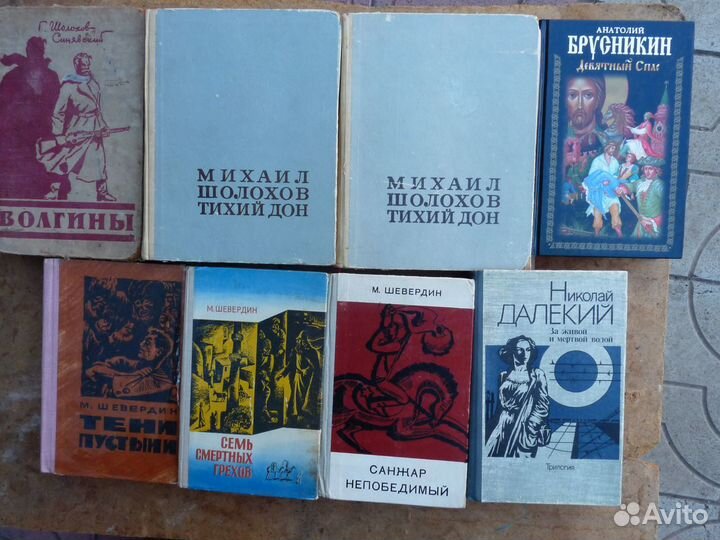 Г. Шолохов-
Синявский
ВОЛГИНЫ
МИХАИЛ
ШОЛОХОВ
ТИХИЙ ДОН
МИХАИЛ
ШОЛОХОВ
ТИХИЙ ДОН
АНАТОЛИЙ
БРУСНИКИН
Девятный Спас
М. ШЕВЕРДИН
ТЕНИ
ПУСТЫНИ
М. ШЕВЕРДИН
СЕМЬ
СМЕРТНЫХ
ГРЕХОВ
М. ШЕВЕРДИН
САНЖАР
НЕПОБЕДИМЫЙ
Николай
ДАЛЕКИЙ
За живой
и мертвой водой
Трилогия
Avito